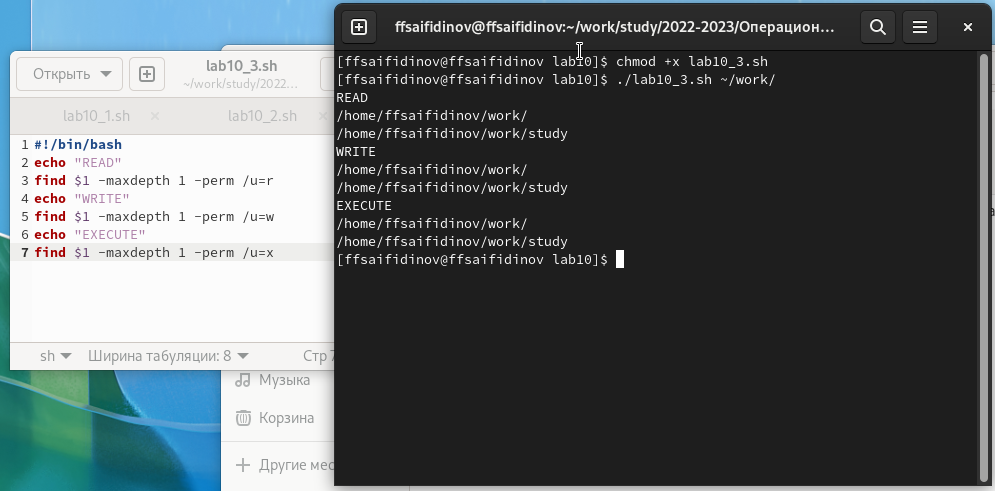 Открыть
lab10_3.sh
~/work/study/2022...
lab10_1.sh ×
lab10_2.sh ×
1 #!/bin/bash
2 echo "READ"
3 find $1 -maxdepth 1 -perm /u=r
4 echo "WRITE"
5 find $1 -maxdepth 1 -perm /u=w
6 echo "EXECUTE"
7 find $1 -maxdepth 1 -perm /u=x
sh Ширина табуляции: 8 Стр 7
Музыка
Корзина
Другие мес
ffsaifidinov@ffsaifidinov:~/work/study/2022-2023/Операцион...
[ffsaifidinov@ffsaifidinov lab10]$ chmod +x lab10_3.sh
[ffsaifidinov@ffsaifidinov lab10]$ ./lab10_3.sh ~/work/
READ
/home/ffsaifidinov/work/
/home/ffsaifidinov/work/study
WRITE
/home/ffsaifidinov/work/
/home/ffsaifidinov/work/study
EXECUTE
/home/ffsaifidinov/work/
/home/ffsaifidinov/work/study
[ffsaifidinov@ffsaifidinov lab10]$